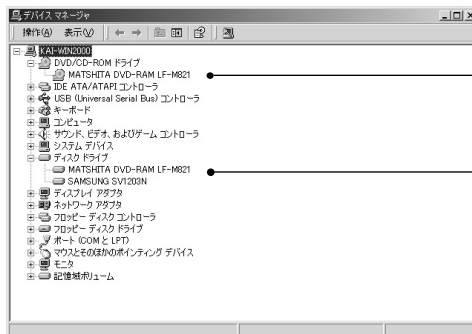 デバイス マネージャ
操作(A) 表示(V)
KAI-WIN2000
DVD/CD-ROM ドライブ
MATSHITA DVD-RAM LF-M821
IDE ATA/ATAPI コントローラ
USB (Universal Serial Bus) コントローラ
キーボード
コンピュータ
サウンド、ビデオ、およびゲーム コントローラ
システム デバイス
ディスク ドライブ
MATSHITA DVD-RAM LF-M821
SAMSUNG SV1203N
ディスプレイ アダプタ
ネットワーク アダプタ
フロッピー ディスク コントローラ
フロッピー ディスク ドライブ
ポート (COM と LPT)
マウスとそのほかのポインティング デバイス
モニタ
記憶域ボリューム